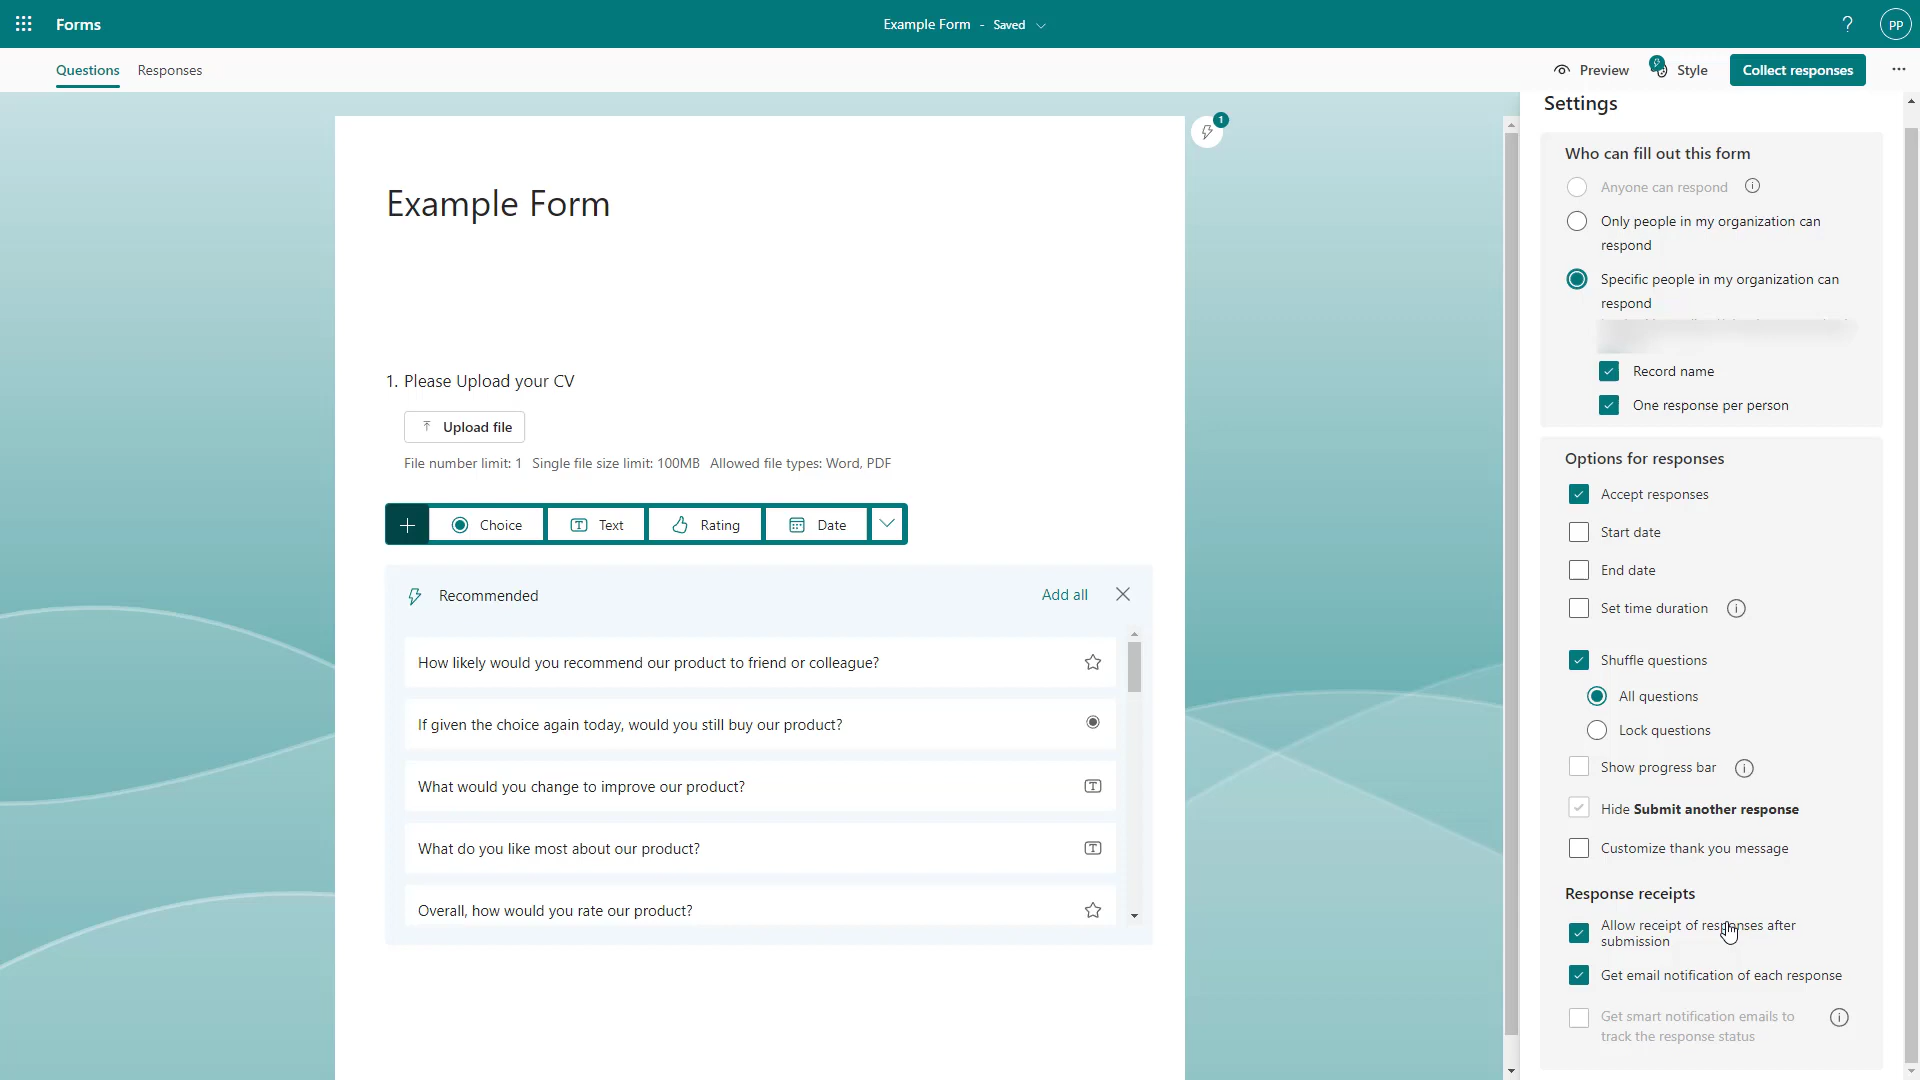 Forms
Example Form - Saved
PP
Questions
Responses
Preview
Style
Collect responses
Example Form
1. Please Upload your CV
Upload file
File number limit: 1 Single file size limit: 100MB Allowed file types: Word, PDF
Choice
Text
Rating
Date
Recommended
Add all
How likely would you recommend our product to friend or colleague?
If given the choice again today, would you still buy our product?
What would you change to improve our product?
What do you like most about our product?
Overall, how would you rate our product?
1
Settings
Who can fill out this form
Anyone can respond
Only people in my organization can
respond
Specific people in my organization can
respond
Record name
One response per person
Options for responses
Accept responses
Start date
End date
Set time duration
Shuffle questions
All questions
Lock questions
Show progress bar
Hide Submit another response
Customize thank you message
Response receipts
Allow receipt of responses after
submission
Get email notification of each response
Get smart notification emails to
track the response status